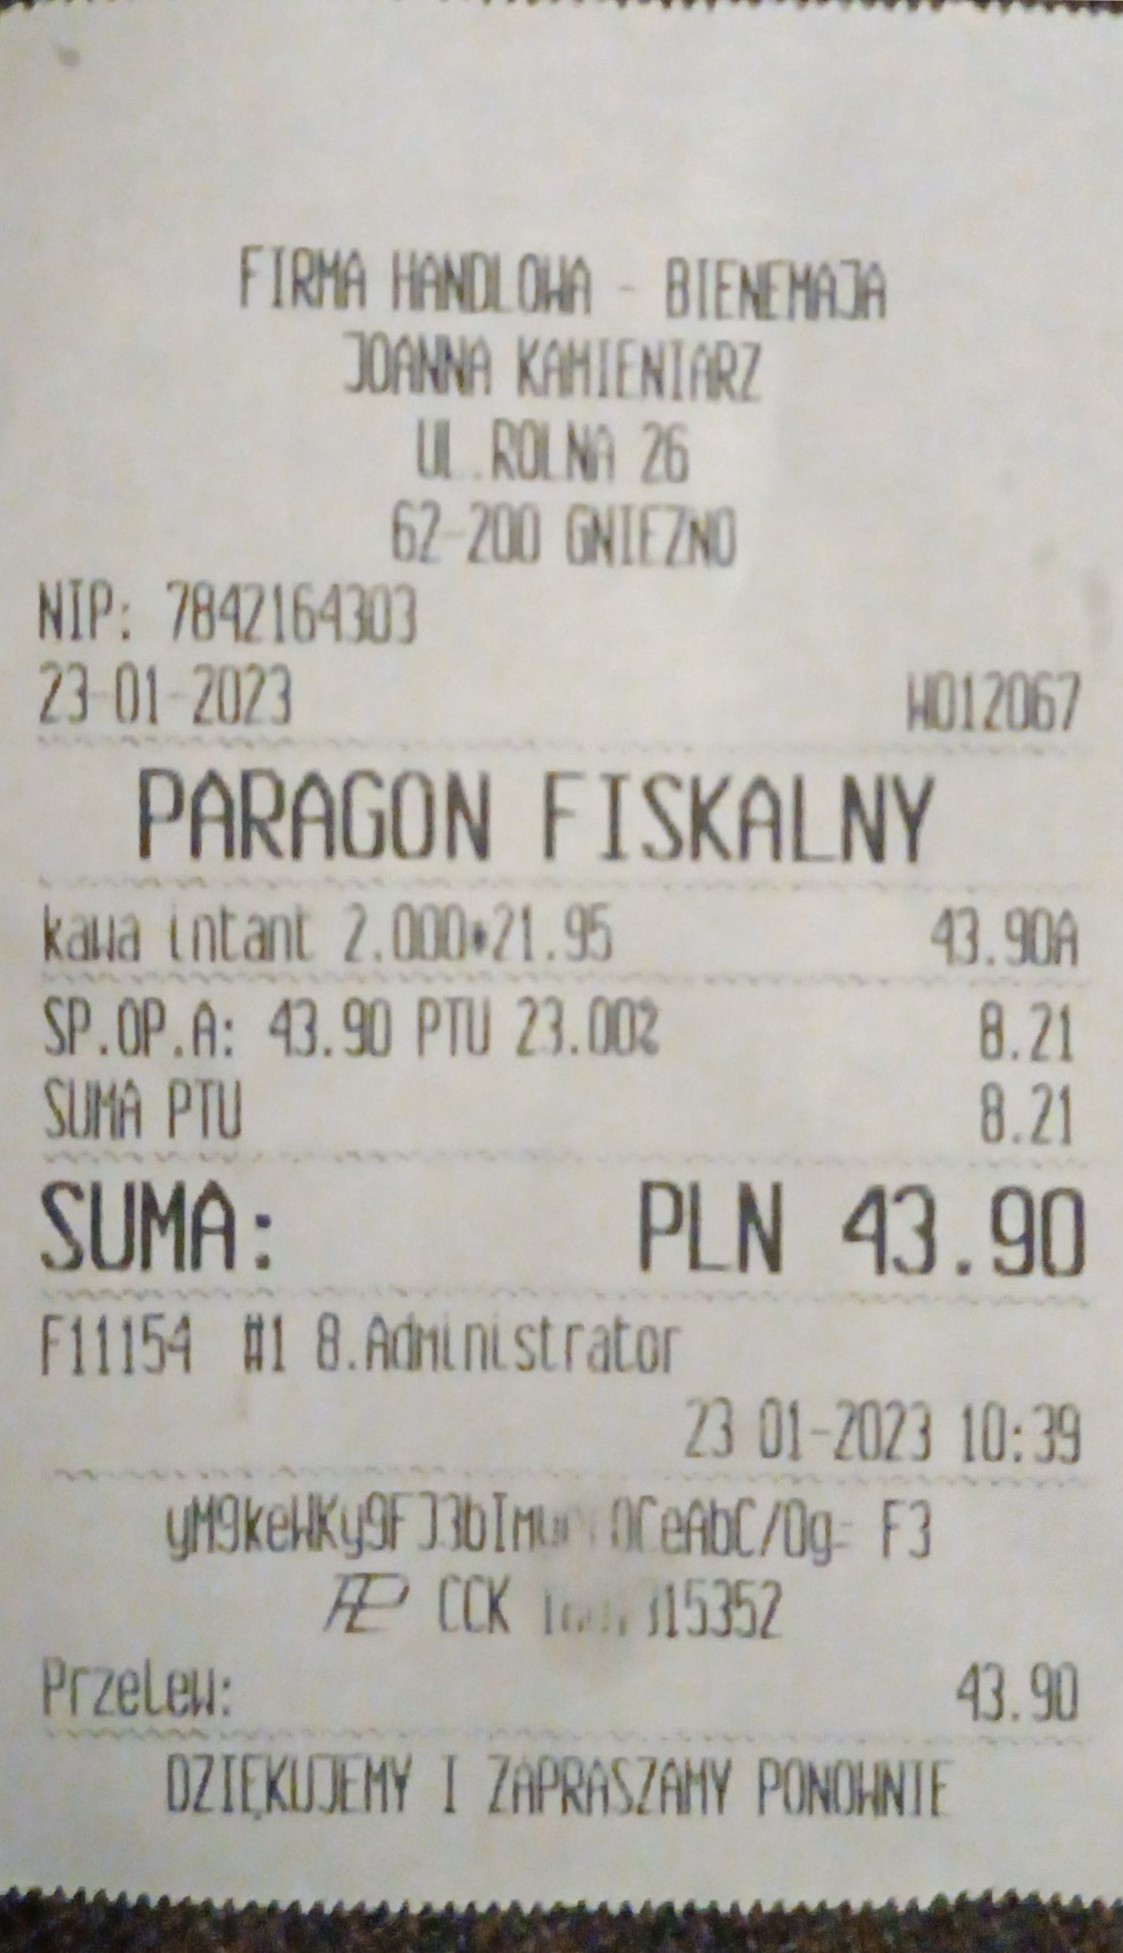 FIRMA HANDLOWA - BIENEMAJA
JOANNA KAMIENIARZ
UL.ROLNA 26
62-200 GNIEZNO
NIP: 7842164303
23-01-2023 W012067
PARAGON FISKALNY
kawa intant 2.000*21.95 43.90A
SP.OP.A: 43.90 PTU 23.00% 8.21
SUMA PTU 8.21
SUMA: PLN 43.90
F11154 #1 8.Administrator
23-01-2023 10:39
F3
CCK
Przelew: 43.90
DZIĘKUJEMY I ZAPRASZAMY PONOWNIE